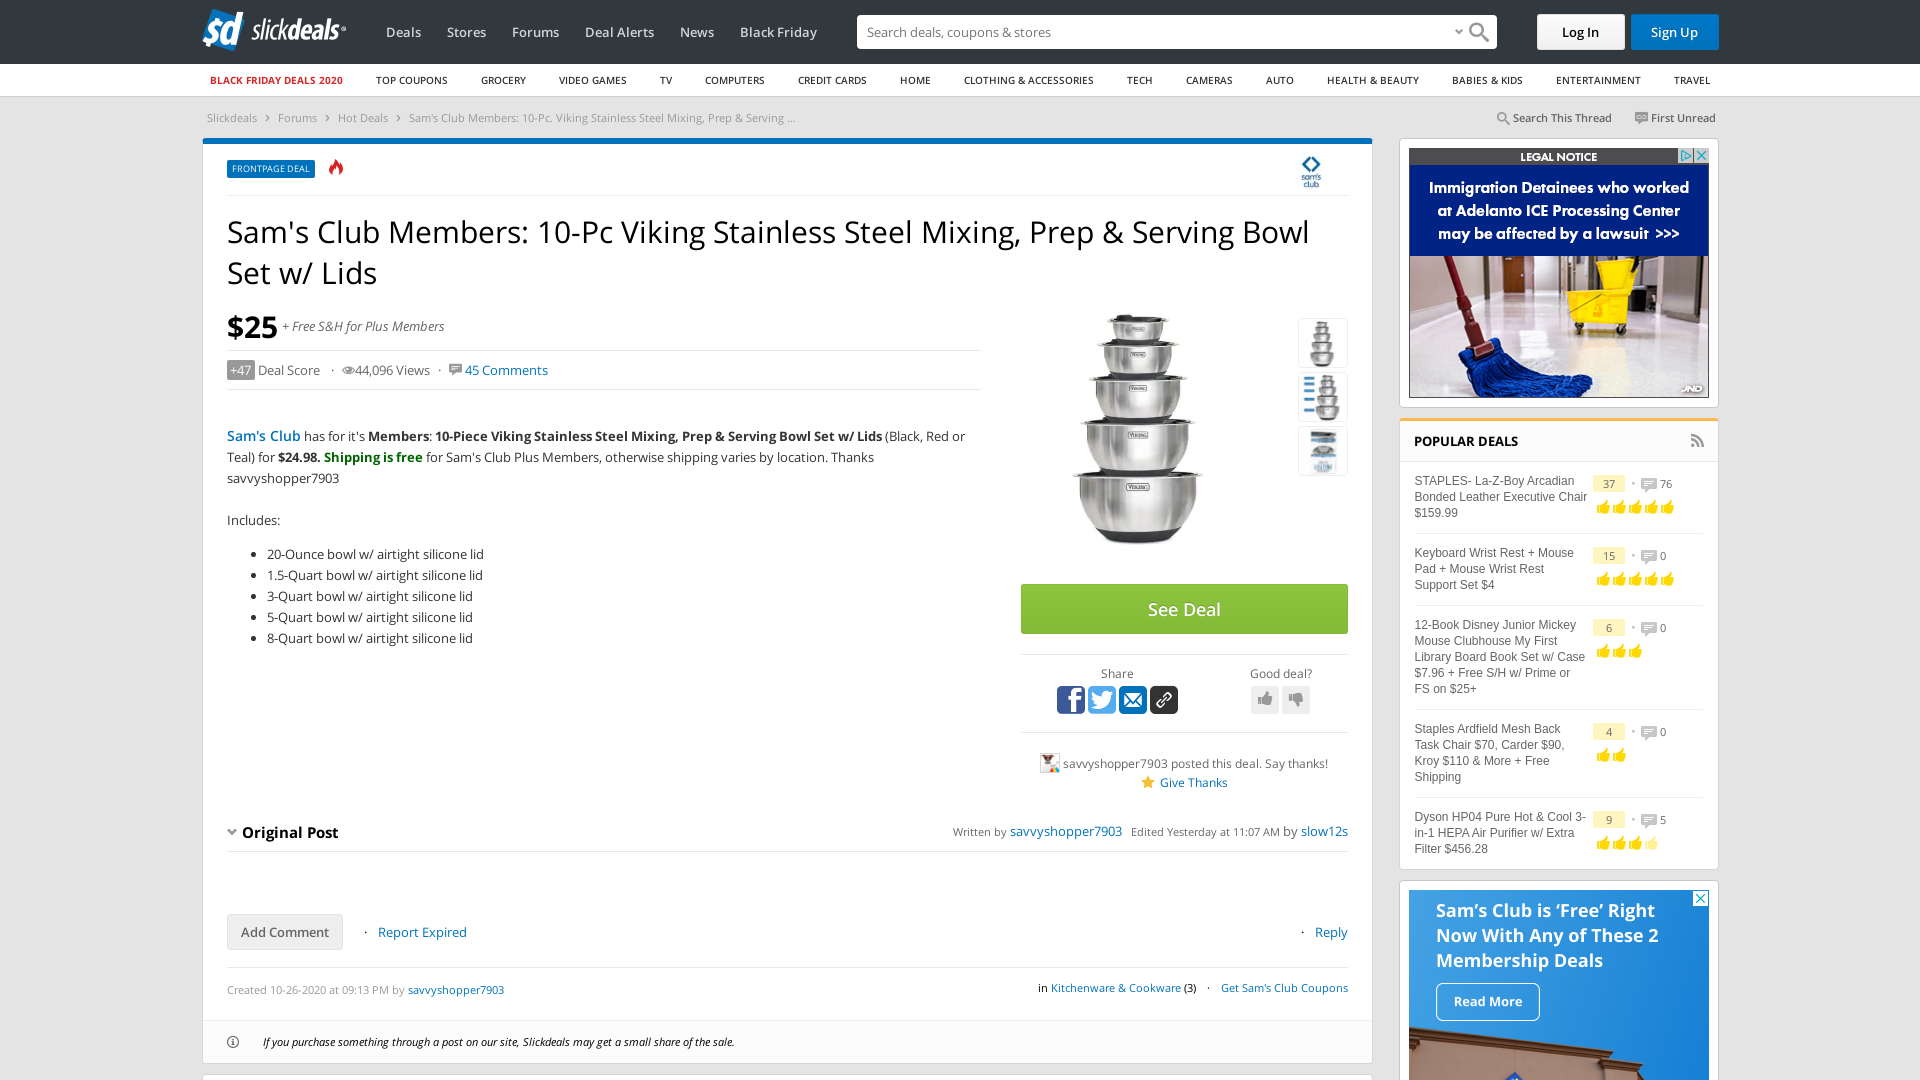 sd slickdeals
Deals Stores Forums Deal Alerts News Black Friday
Search deals, coupons & shops
Log In Sign Up
BLACK FRIDAY DEALS 2020 TOP COUPONS GROCERY VIDEO GAMES TV COMPUTERS CREDIT CARDS HOME CLOTHING & ACCESSORIES TECH CAMERAS AUTO HEALTH & BEAUTY BABIES & KIDS ENTERTAINMENT TRAVEL
Slickdeals › Forums › Hot Deals › Sam's Club Members: 10-Pc. Viking Stainless Steel Mixing, Prep & Serving ...
Search This Thread First Unread
FRONTPAGE DEAL
sam's
club
Sam's Club Members: 10-Pc Viking Stainless Steel Mixing, Prep & Serving Bowl
Set w/ Lids
$25 + Free S&H for Plus Members
+47 Deal Score · 44,096 Views · 45 Comments
Sam's Club has for it's Members: 10-Piece Viking Stainless Steel Mixing, Prep & Serving Bowl Set w/ Lids (Black, Red or
Teal) for $24.98. Shipping is free for Sam's Club Plus Members, otherwise shipping varies by location. Thanks
savvyshopper7903
Includes:
• 20-Ounce bowl w/ airtight silicone lid
• 1.5-Quart bowl w/ airtight silicone lid
• 3-Quart bowl w/ airtight silicone lid
• 5-Quart bowl w/ airtight silicone lid
• 8-Quart bowl w/ airtight silicone lid
VIKING
VIKING
VIKING
VIKING
See Deal
Share Good deal?
savvyshopper7903 posted this deal. Say thanks!
Give Thanks
Original Post
Written by savvyshopper7903 Edited Yesterday at 11:07 AM by slow12s
Add Comment · Report Expired
· Reply
Created 10-26-2020 at 09:13 PM by savvyshopper7903
in Kitchenware & Cookware (3) · Get Sam's Club Coupons
If you purchase something through a post on our site, Slickdeals may get a small share of the sale.
LEGAL NOTICE
Immigration Detainees who worked
at Adelanto ICE Processing Center
may be affected by a lawsuit >>>
JND
POPULAR DEALS
STAPLES- La-Z-Boy Arcadian
Bonded Leather Executive Chair
$159.99
37 • 76
Keyboard Wrist Rest + Mouse
Pad + Mouse Wrist Rest
Support Set $4
15 • 0
12-Book Disney Junior Mickey
Mouse Clubhouse My First
Library Board Book Set w/ Case
$7.96 + Free S/H w/ Prime or
FS on $25+
6 • 0
Staples Ardfield Mesh Back
Task Chair $70, Carder $90,
Kroy $110 & More + Free
Shipping
4 • 0
Dyson HP04 Pure Hot & Cool 3-
in-1 HEPA Air Purifier w/ Extra
Filter $456.28
9 • 5
Sam's Club is ‘Free’ Right
Now With Any of These 2
Membership Deals
Read More